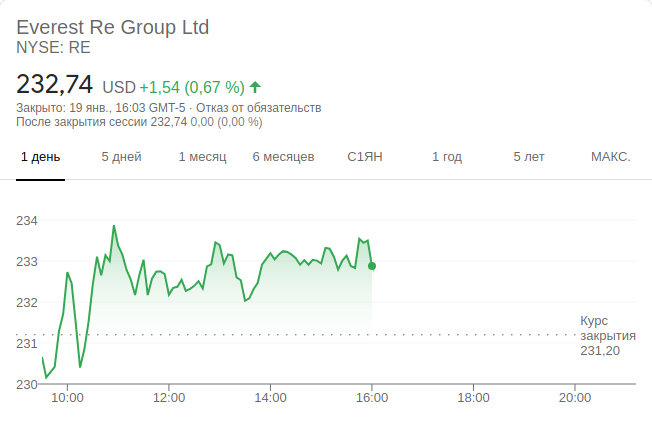 Everest Re Group Ltd
NYSE: RE
232,74 USD +1,54 (0,67 %)
Закрыто: 19 янв., 16:03 GMT-5 · Отказ от обязательств
После закрытия сессии 232,74 0,00 (0,00 %)
1 день 5 дней 1 месяц 6 месяцев С1ЯН 1 год 5 лет МАКС.
234
233
232
231
230
Курс
закрытия
231,20
10:00 12:00 14:00 16:00 18:00 20:00